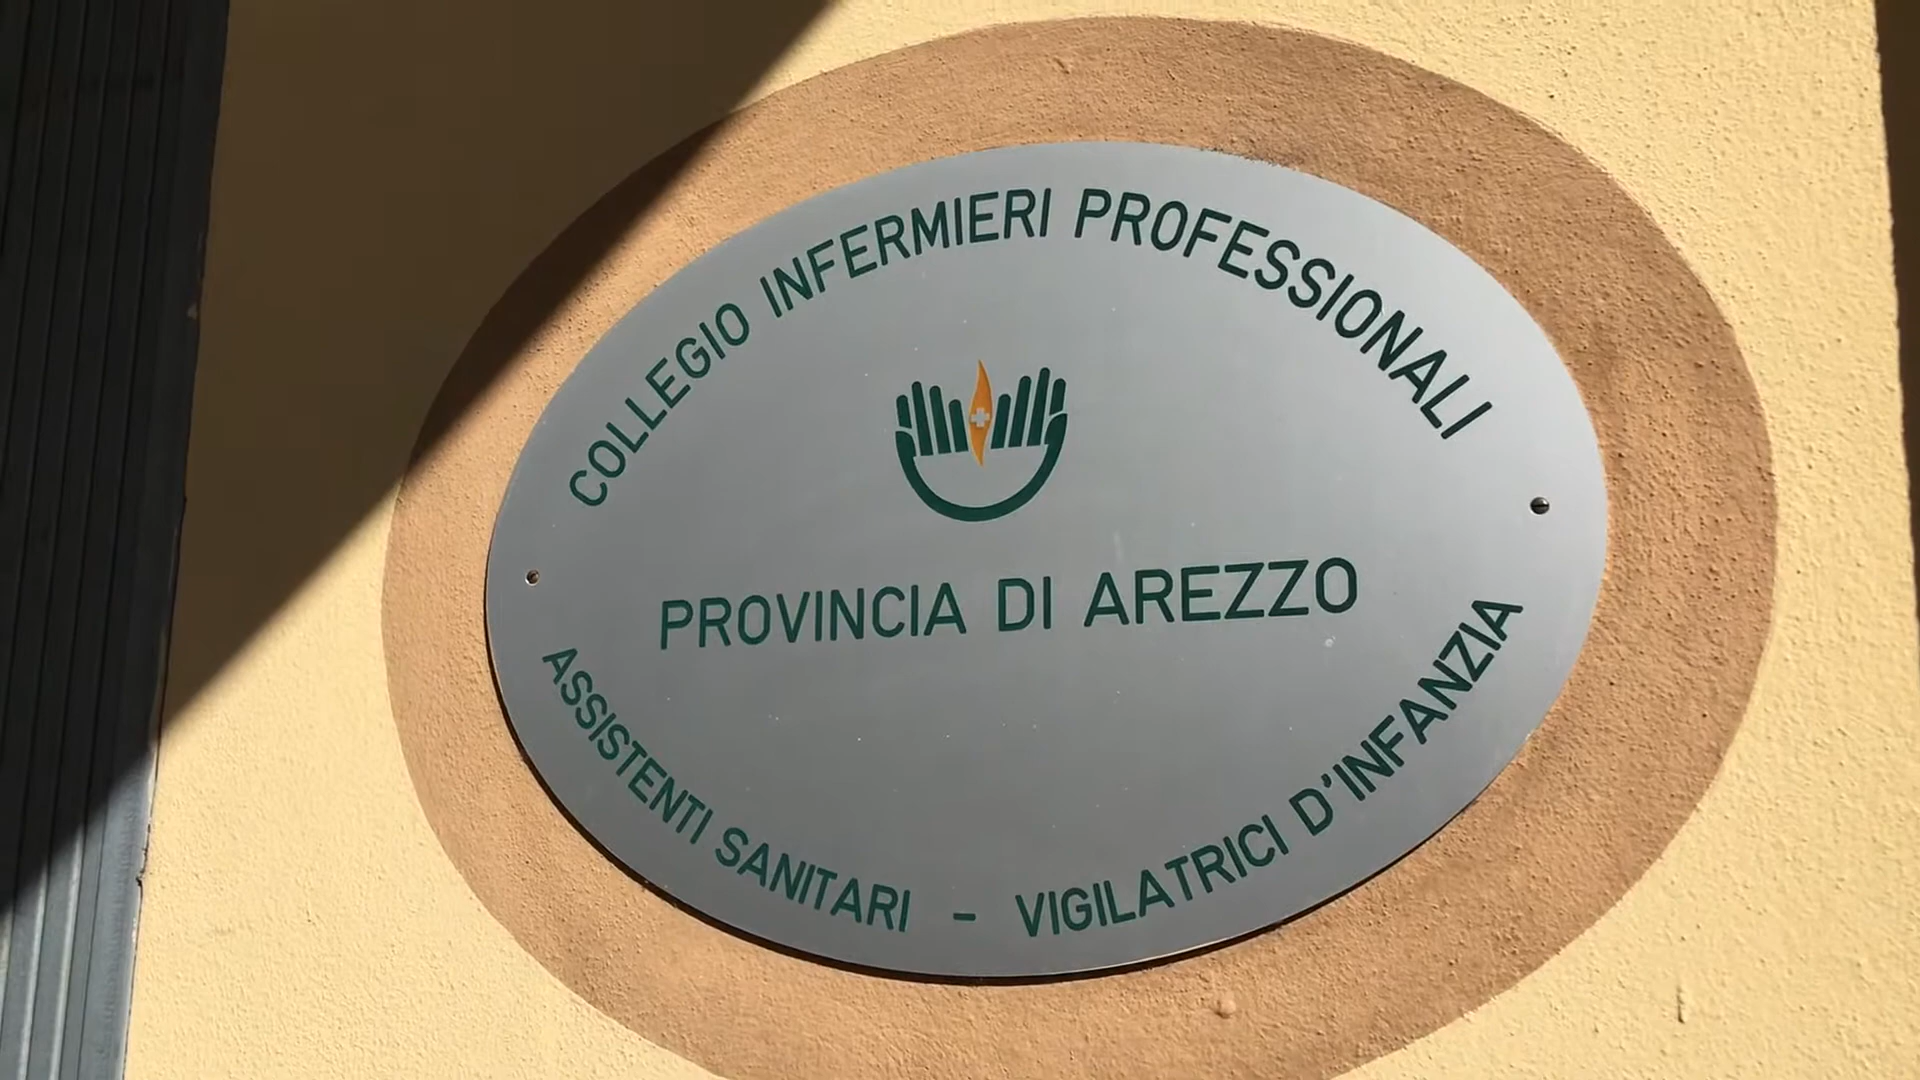 COLLEGIO INFERMIERI PROFESSIONALI
PROVINCIA DI AREZZO
ASSISTENTI SANITARI - VIGILATRICI D'INFANZIA